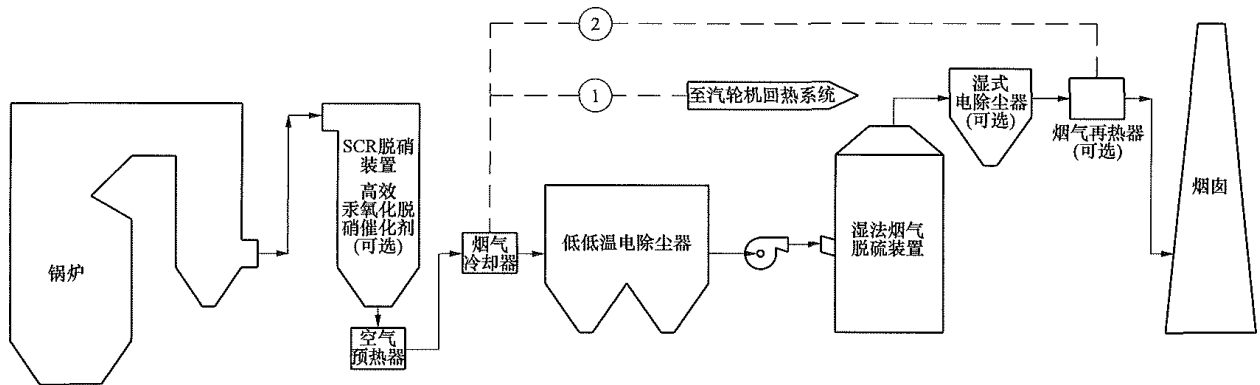 ②
①
至汽轮机回热系统
湿式
电除尘器
(可选)
烟气再热器
(可选)
SCR脱硝
装置
高效
汞氧化脱
硝催化剂
(可选)
锅炉
烟气
冷却器
低低温电除尘器
湿法烟气
脱硫装置
烟囱
空气
预热器